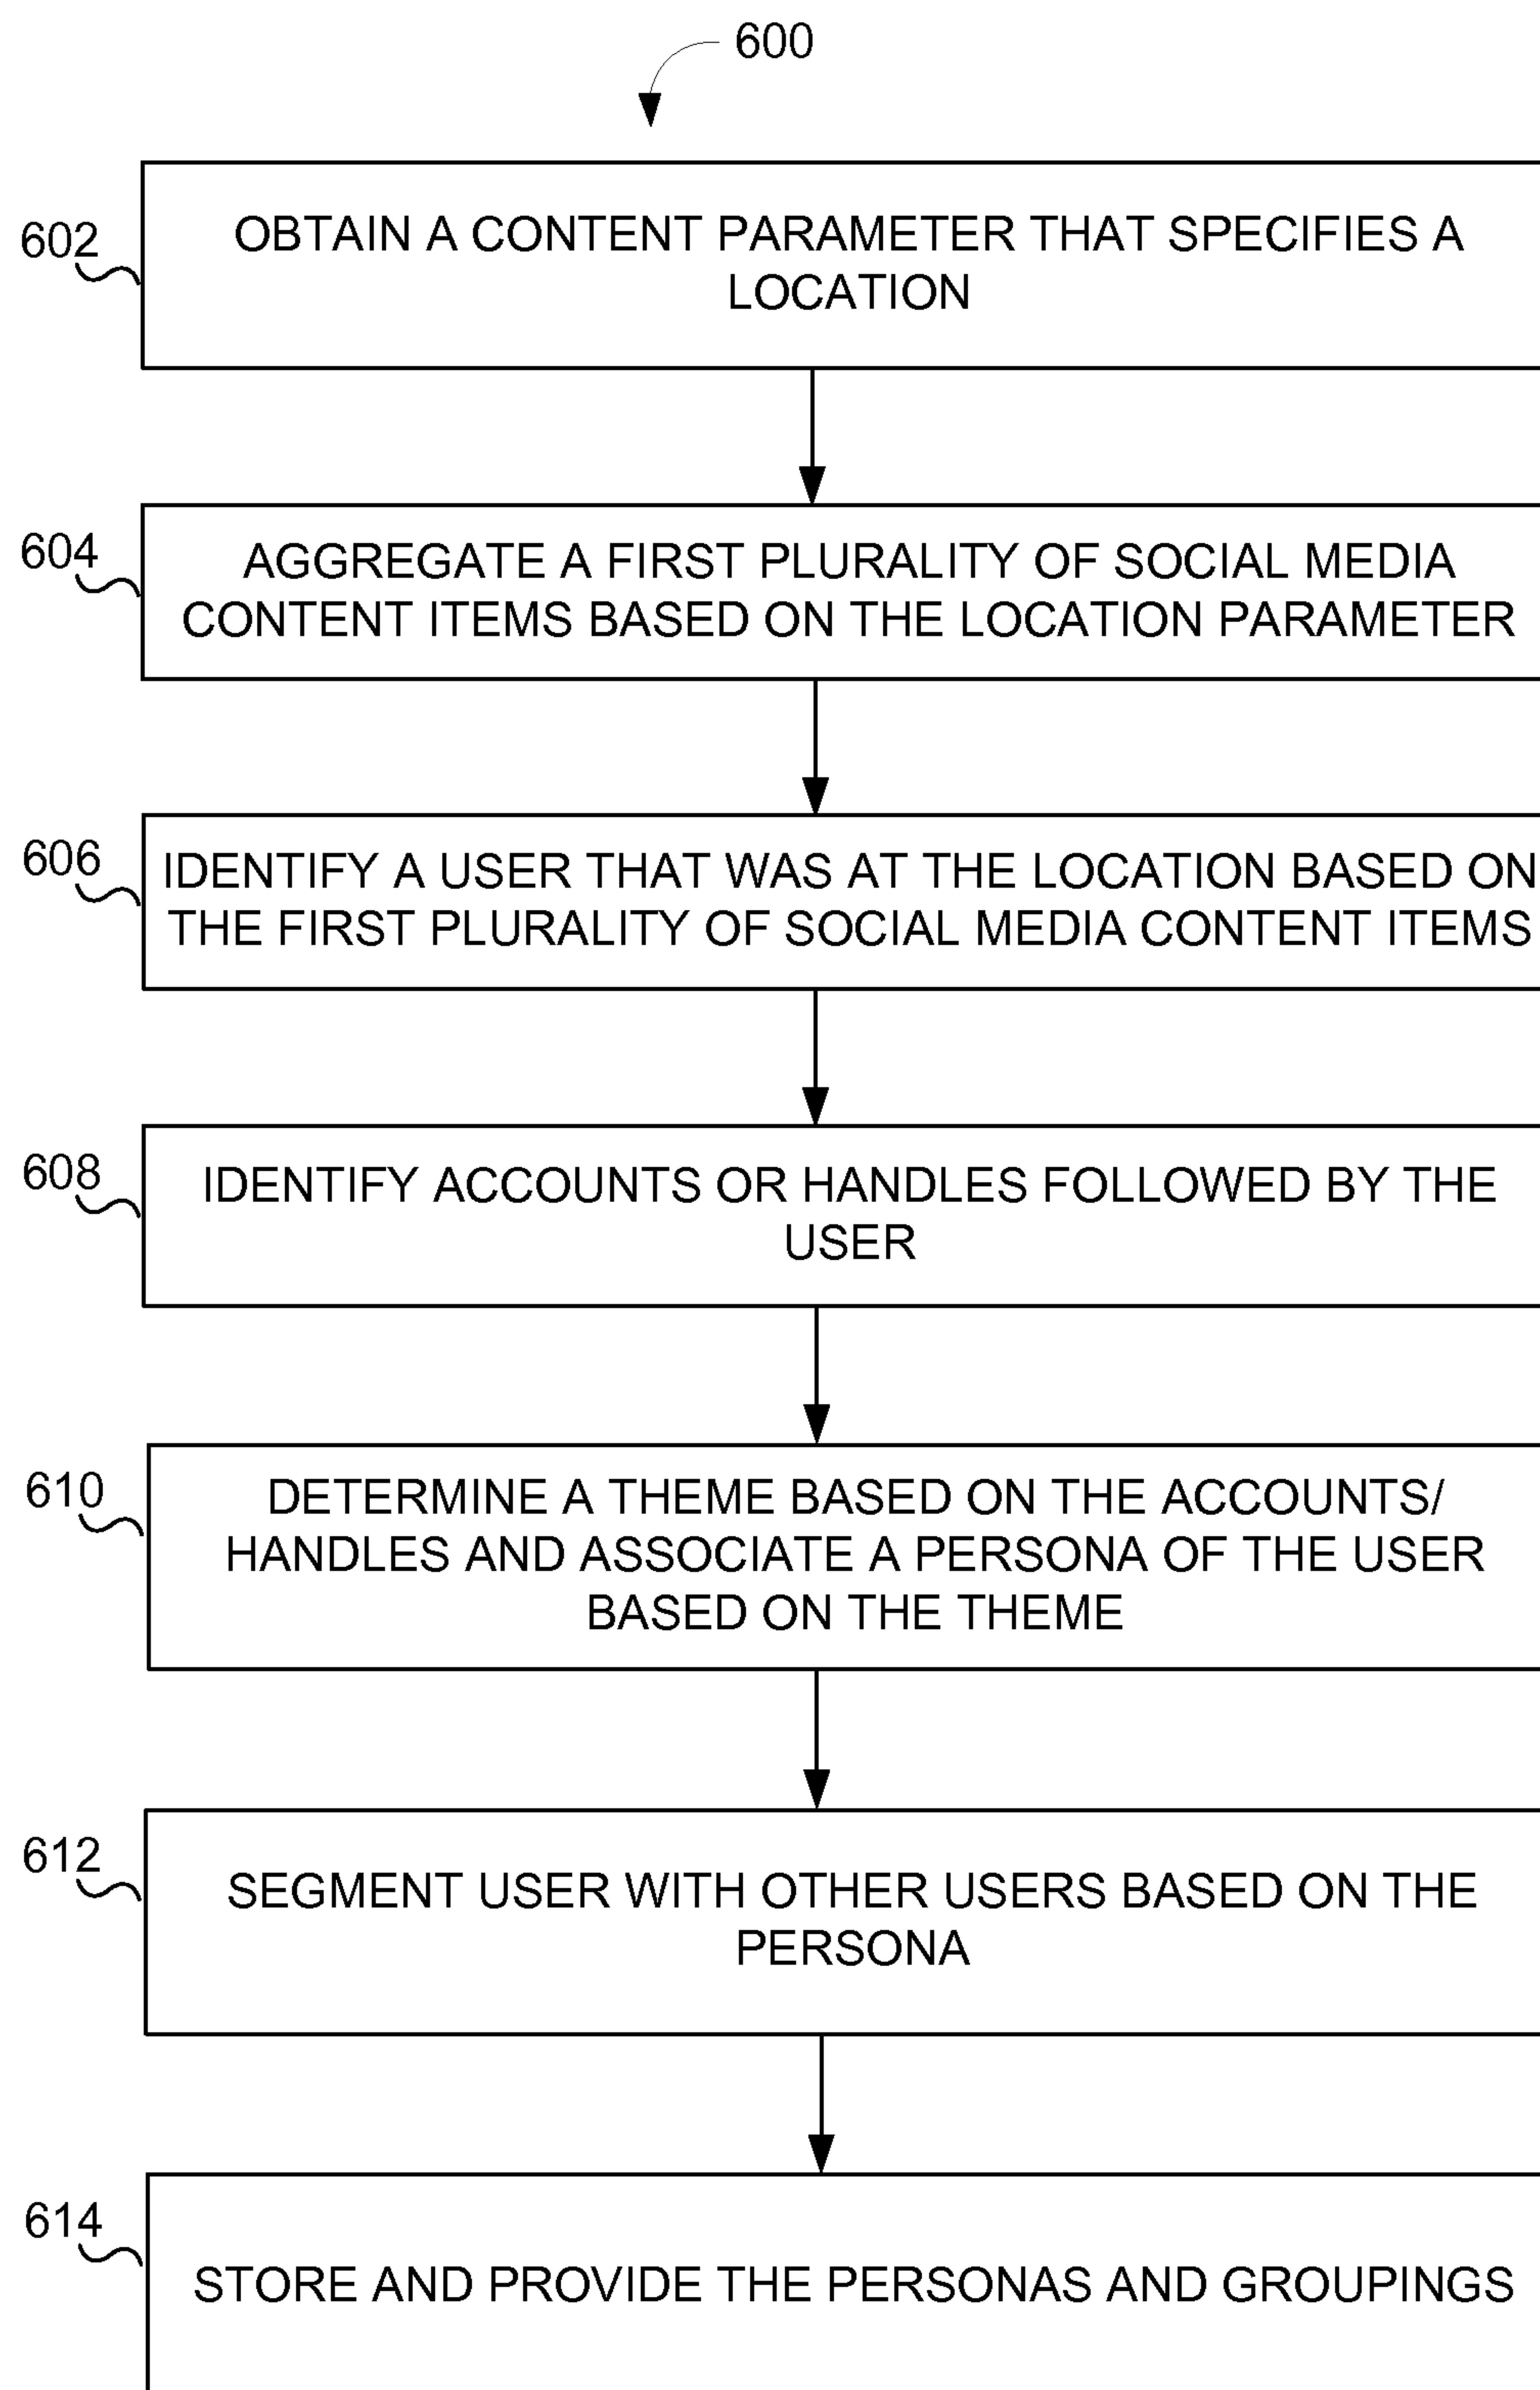 600
602
OBTAIN A CONTENT PARAMETER THAT SPECIFIES A
LOCATION
604
AGGREGATE A FIRST PLURALITY OF SOCIAL MEDIA
CONTENT ITEMS BASED ON THE LOCATION PARAMETER
606
IDENTIFY A USER THAT WAS AT THE LOCATION BASED ON
THE FIRST PLURALITY OF SOCIAL MEDIA CONTENT ITEMS
608
IDENTIFY ACCOUNTS OR HANDLES FOLLOWED BY THE
USER
610
DETERMINE A THEME BASED ON THE ACCOUNTS/
HANDLES AND ASSOCIATE A PERSONA OF THE USER
BASED ON THE THEME
612
SEGMENT USER WITH OTHER USERS BASED ON THE
PERSONA
614
STORE AND PROVIDE THE PERSONAS AND GROUPINGS